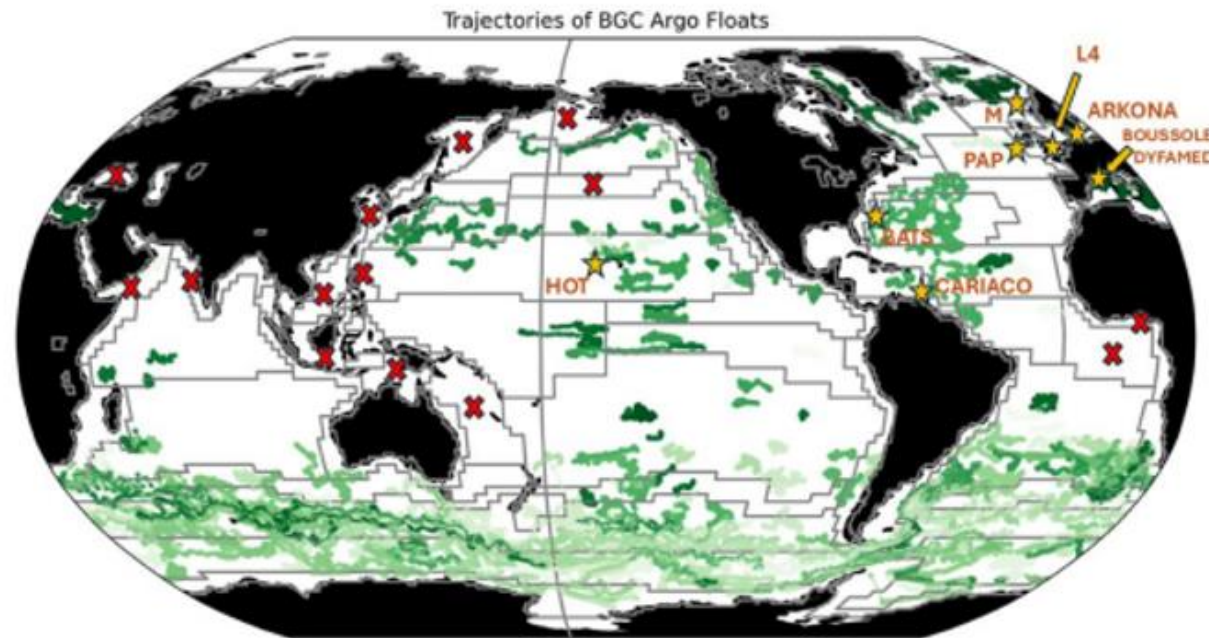 Trajectories of BGC Argo Floats
L4
M
ARKONA
BOUSSOLE
DYFAMED
PAP
BATS
HOT
CARIACO